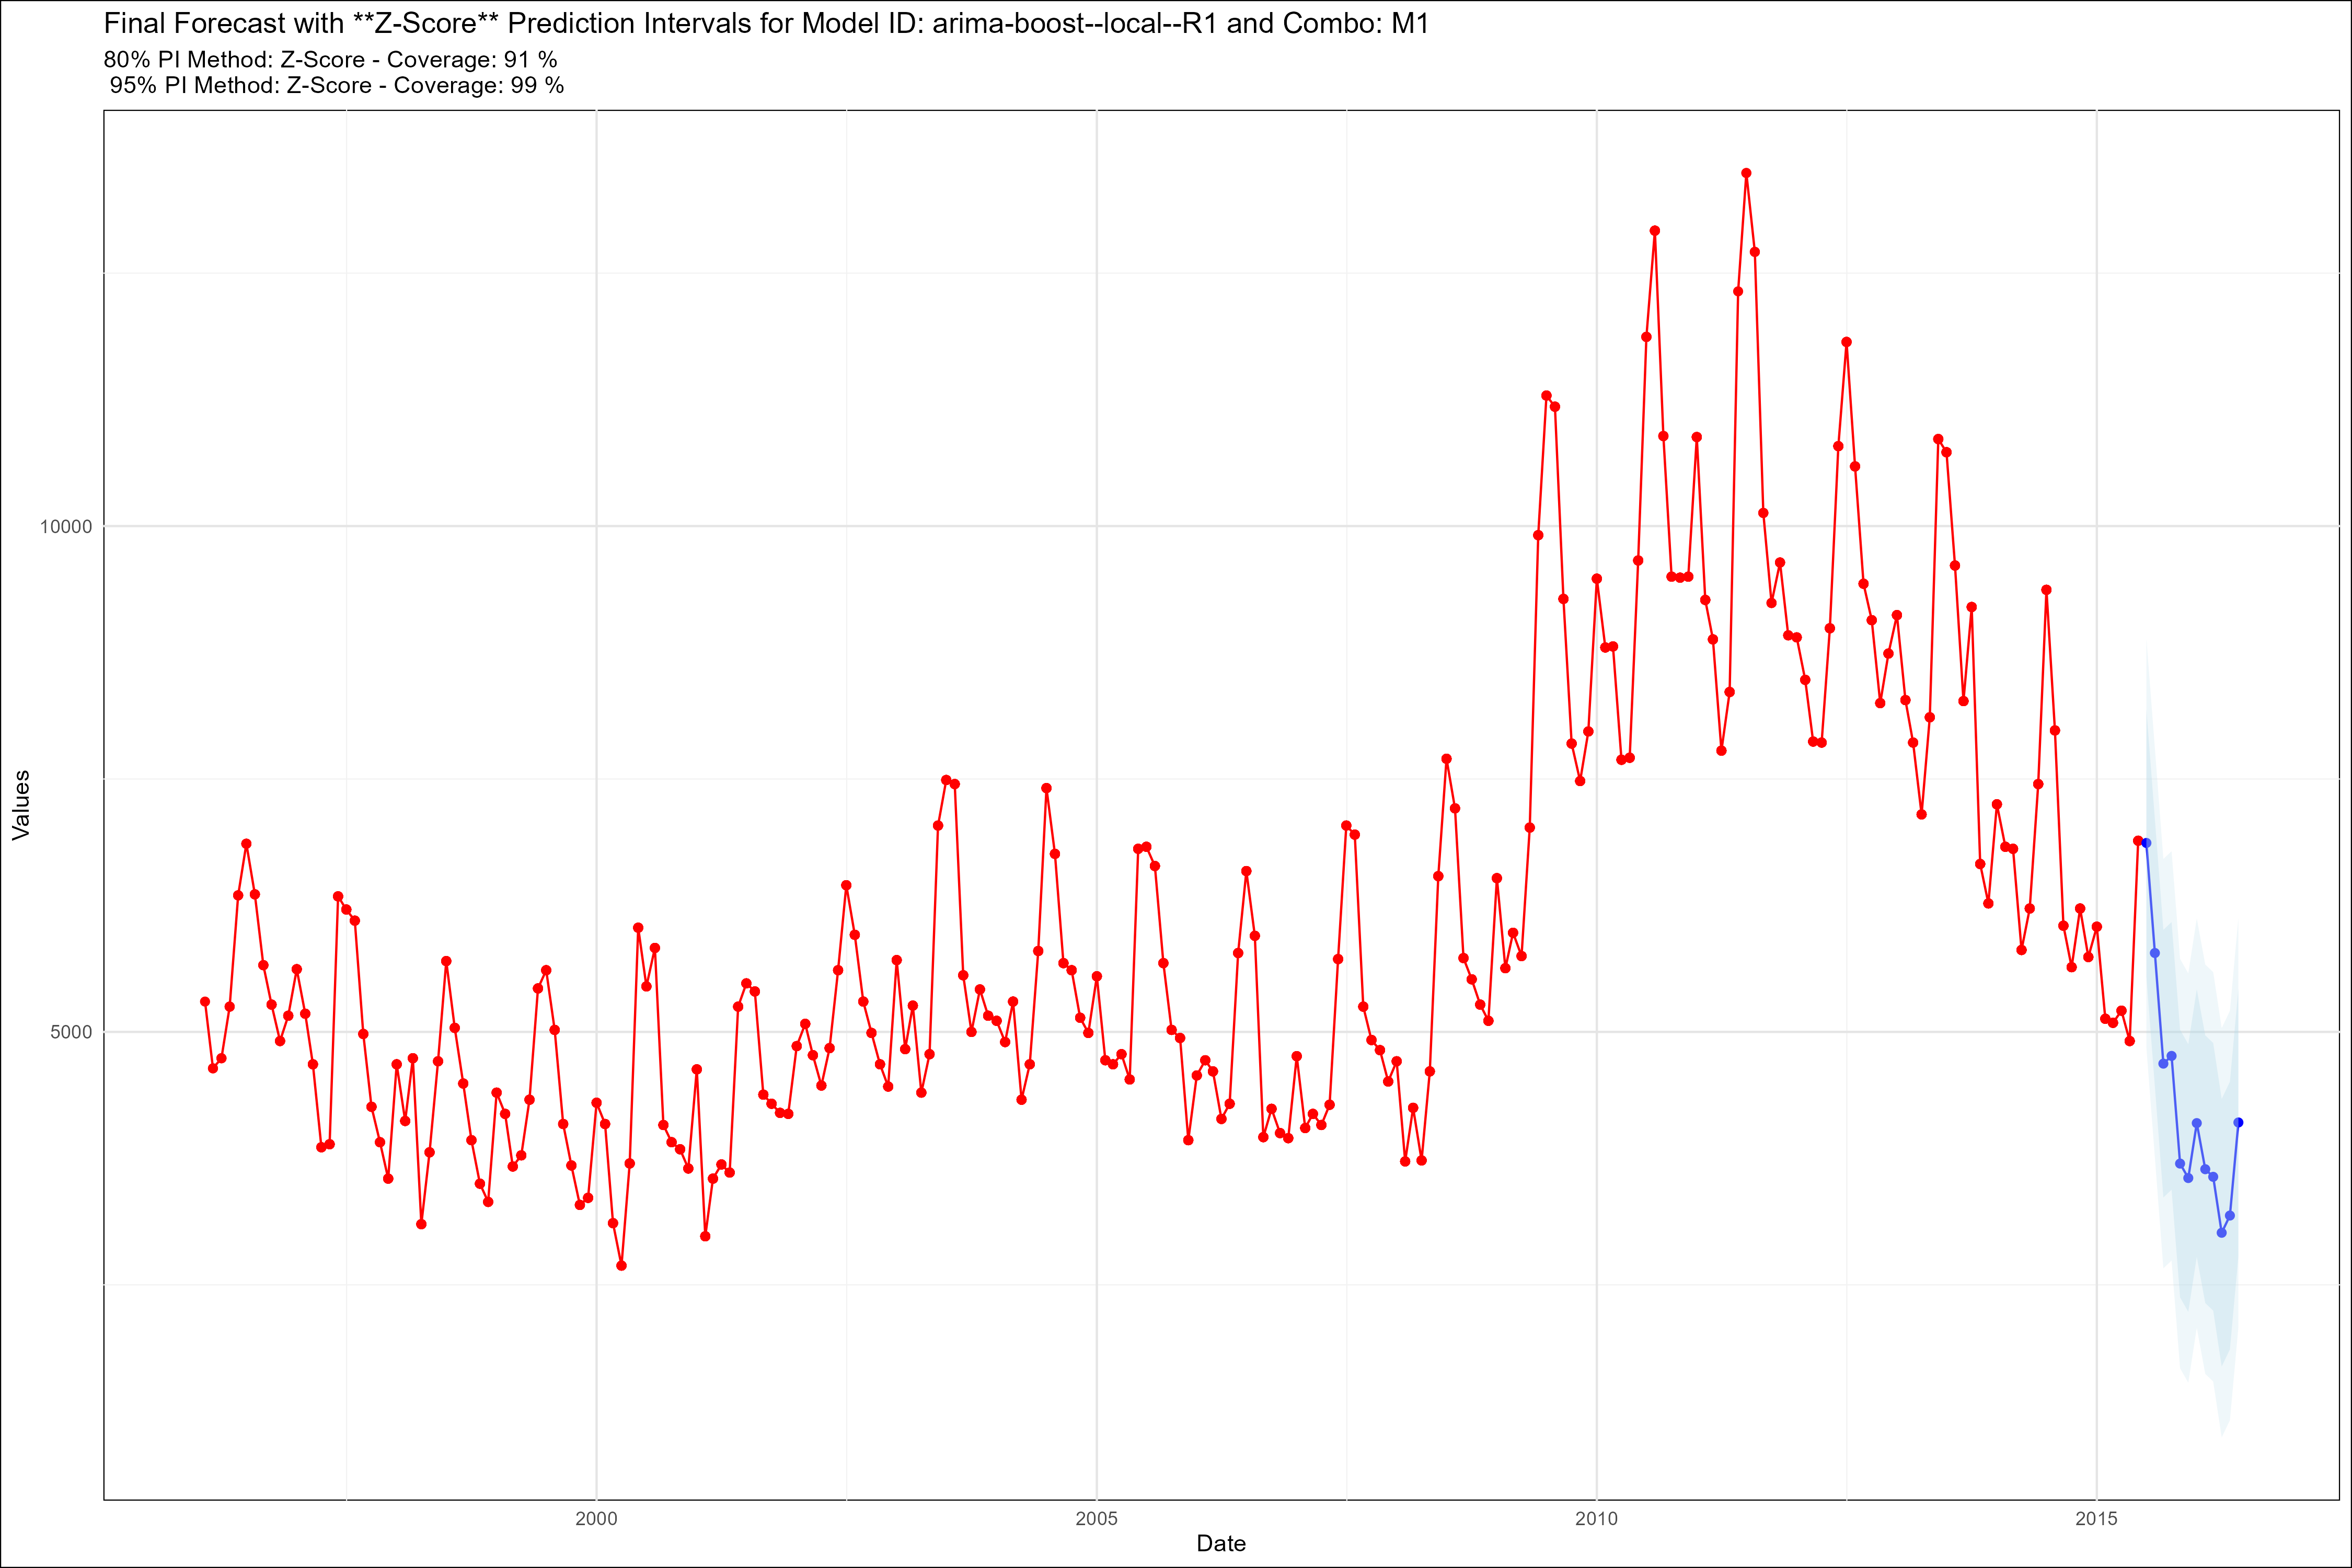 Final Forecast with **Z-Score** Prediction Intervals for Model ID: arima-boost--local--R1 and Combo: M1
80% PI Method: Z-Score - Coverage: 91 %
95% PI Method: Z-Score - Coverage: 99 %
Values
10000
5000
2000
2005
2010
2015
Date